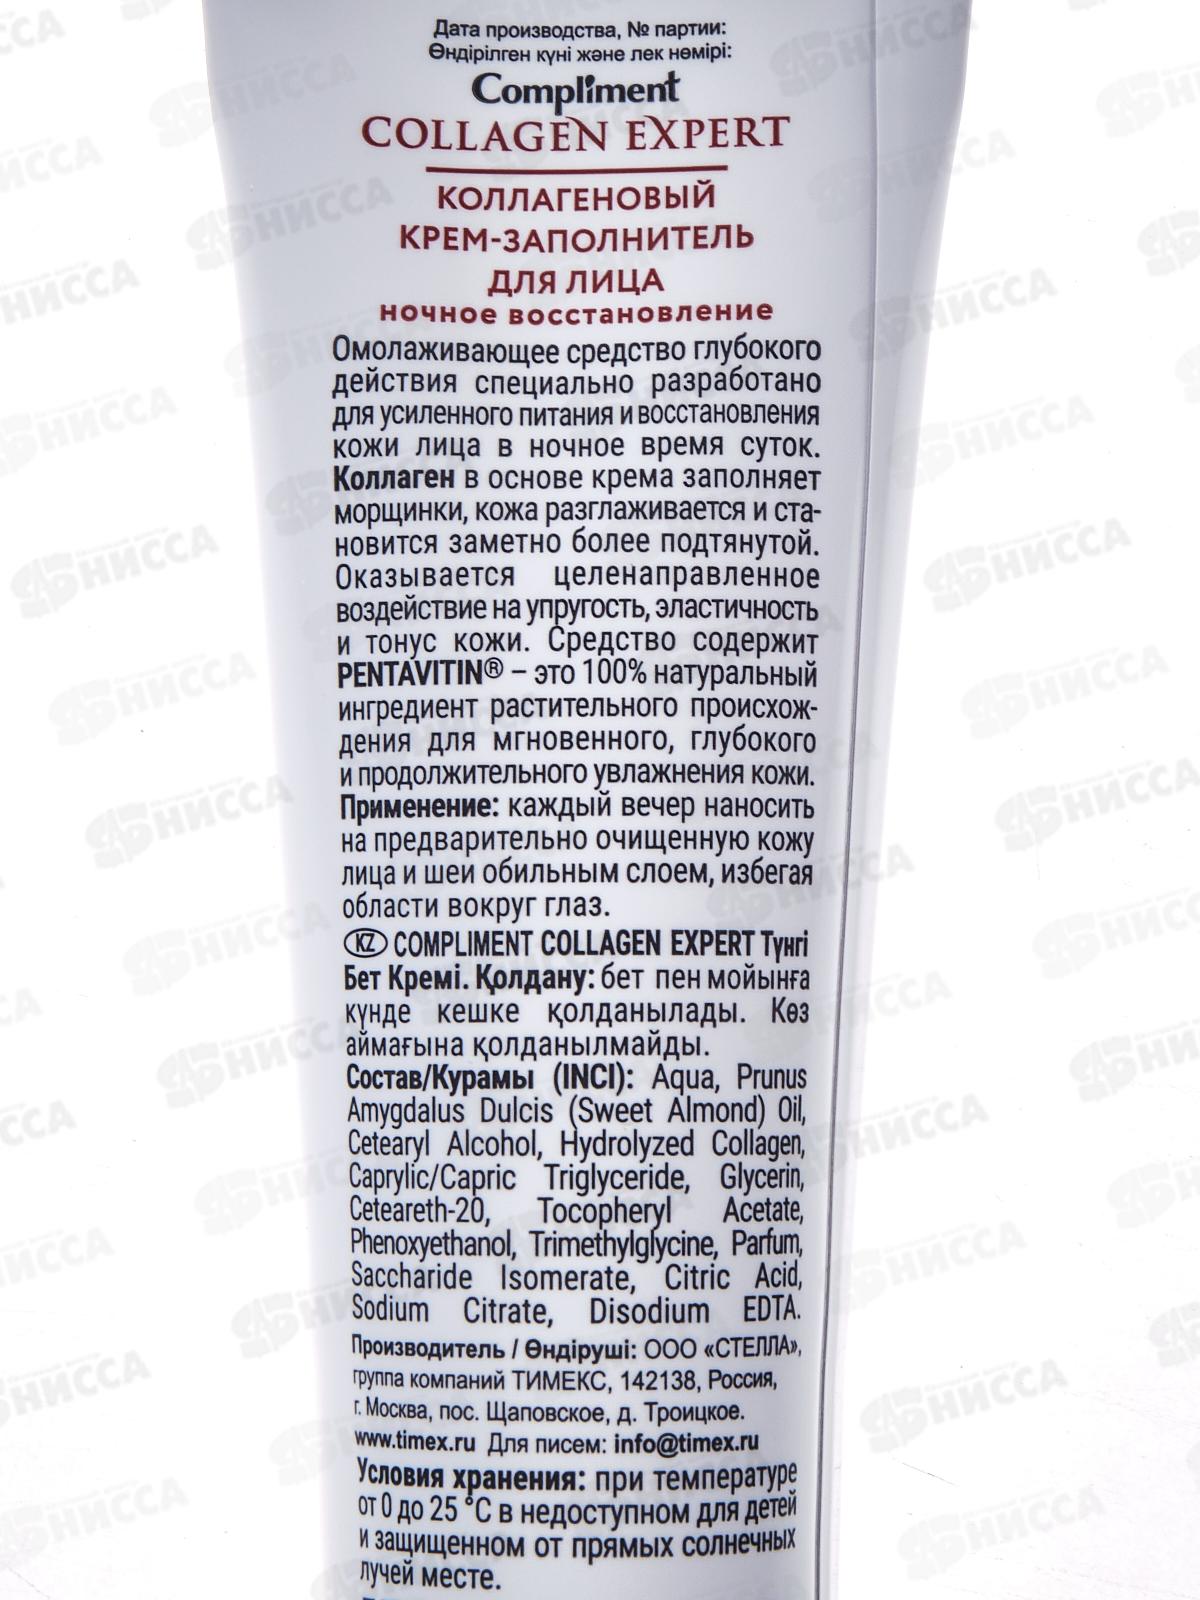 Дата производства, № партии:
Өндірілген күні және лек нөмірі:
Compliment
COLLAGEN EXPERT
КОЛЛАГЕНОВЫЙ
КРЕМ-ЗАПОЛНИТЕЛЬ
ДЛЯ ЛИЦА
ночное восстановление
Омолаживающее средство глубокого
действия специально разработано
для усиленного питания и восстановления
кожи лица в ночное время суток.
Коллаген в основе крема заполняет
морщинки, кожа разглаживается и ста-
новится заметно более подтянутой.
Оказывается целенаправленное
воздействие на упругость, эластичность
и тонус кожи. Средство содержит
PENTAVITIN® – это 100% натуральный
ингредиент растительного происхож-
дения для мгновенного, глубокого
и продолжительного увлажнения кожи.
Применение: каждый вечер наносить
на предварительно очищенную кожу
лица и шеи обильным слоем, избегая
области вокруг глаз.
KZ COMPLIMENT COLLAGEN EXPERT Түнгі
Бет Кремі. Қолдану: бет пен мойынға
күнде кешке қолданылады. Көз
аймағына қолданылмайды.
Состав/Курамы (INCI): Aqua, Prunus
Amygdalus Dulcis (Sweet Almond) Oil,
Cetearyl Alcohol, Hydrolyzed Collagen,
Caprylic/Capric Triglyceride, Glycerin,
Ceteareth-20, Tocopheryl Acetate,
Phenoxyethanol, Trimethylglycine, Parfum,
Saccharide Isomerate, Citric Acid,
Sodium Citrate, Disodium EDTA.
Производитель / Өндіруші: ООО «СТЕЛЛА»,
группа компаний ТИМЕКС, 142138, Россия,
г. Москва, пос. Щаповское, д. Троицкое.
www.timex.ru Для писем: info@timex.ru
Условия хранения: при температуре
от 0 до 25 °С в недоступном для детей
и защищенном от прямых солнечных
лучей месте.